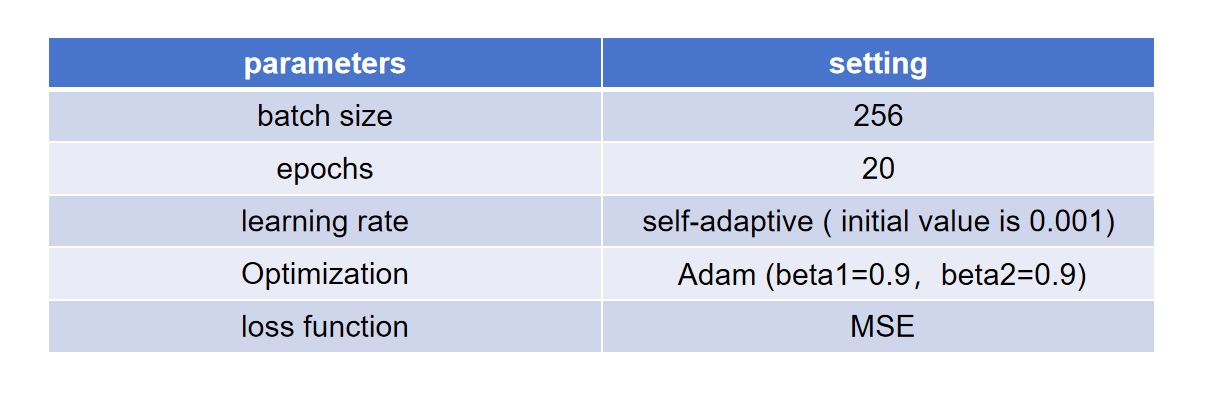 parameters setting
batch size 256
epochs 20
learning rate self-adaptive ( initial value is 0.001)
Optimization Adam (beta1=0.9，beta2=0.9)
loss function MSE